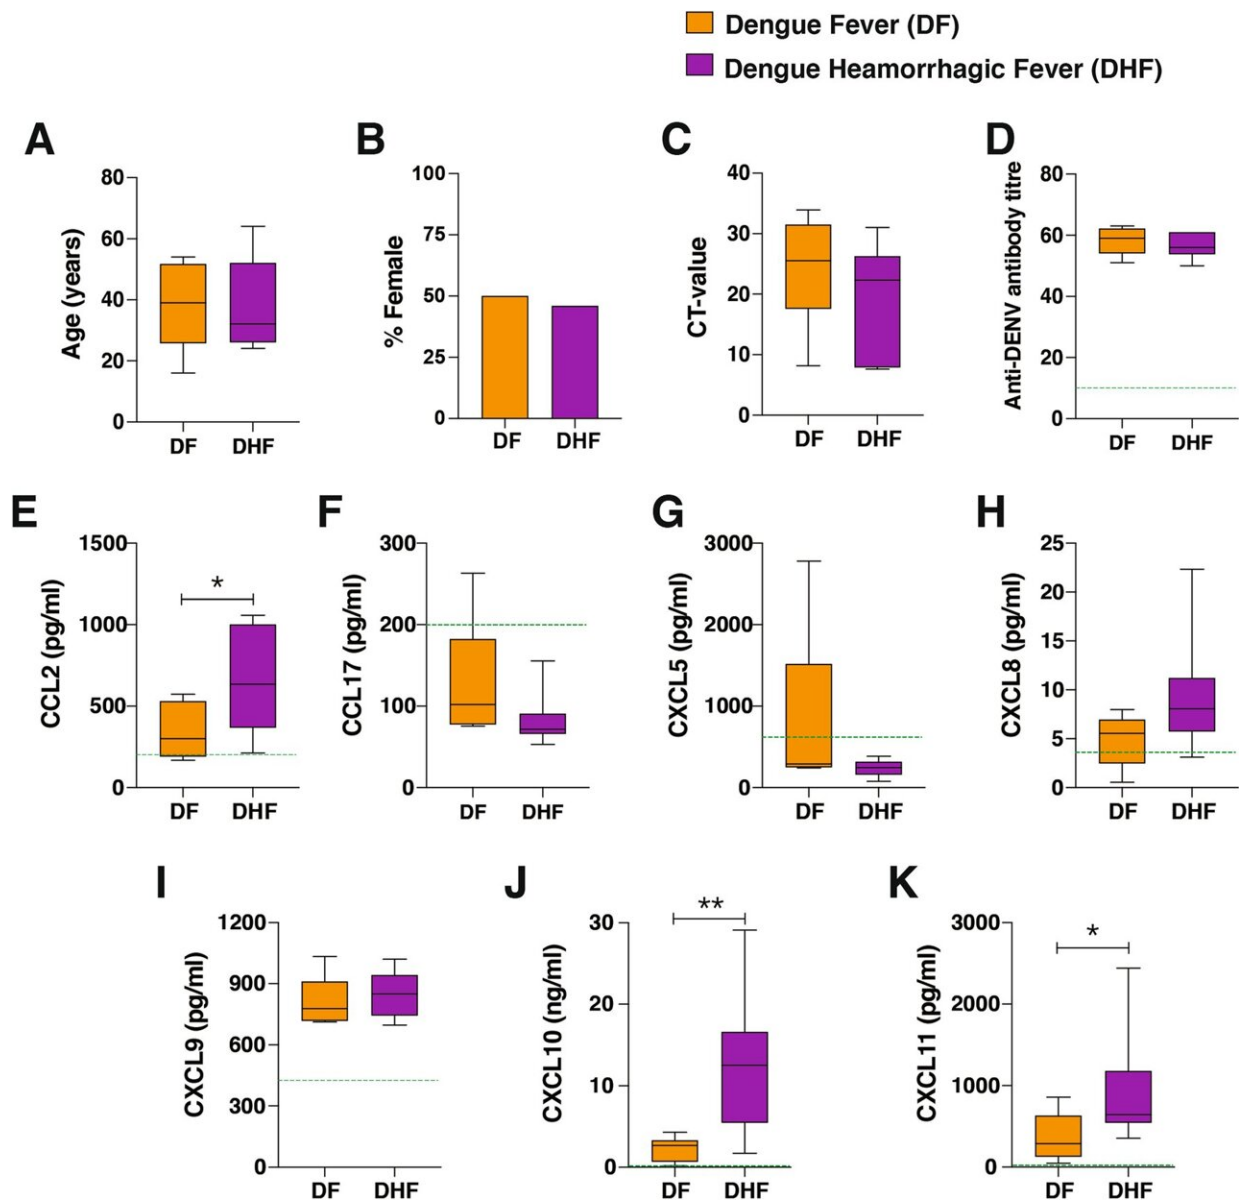 Dengue Fever (DF)
Dengue Heamorrhagic Fever (DHF)
A
Age (years)
80
60
40
20
0
DF DHF
B
% Female
100
75
50
25
0
DF DHF
C
CT-value
40
30
20
10
0
DF DHF
D
Anti-DENV antibody titre
80
60
40
20
0
DF DHF
E
CCL2 (pg/ml)
1500
1000
500
0
*
DF DHF
F
CCL17 (pg/ml)
300
200
100
0
DF DHF
G
CXCL5 (pg/ml)
3000
2000
1000
0
DF DHF
H
CXCL8 (pg/ml)
25
20
15
10
5
0
DF DHF
I
CXCL9 (pg/ml)
1200
900
600
300
0
DF DHF
J
CXCL10 (ng/ml)
30
20
10
0
**
DF DHF
K
CXCL11 (pg/ml)
3000
2000
1000
0
*
DF DHF